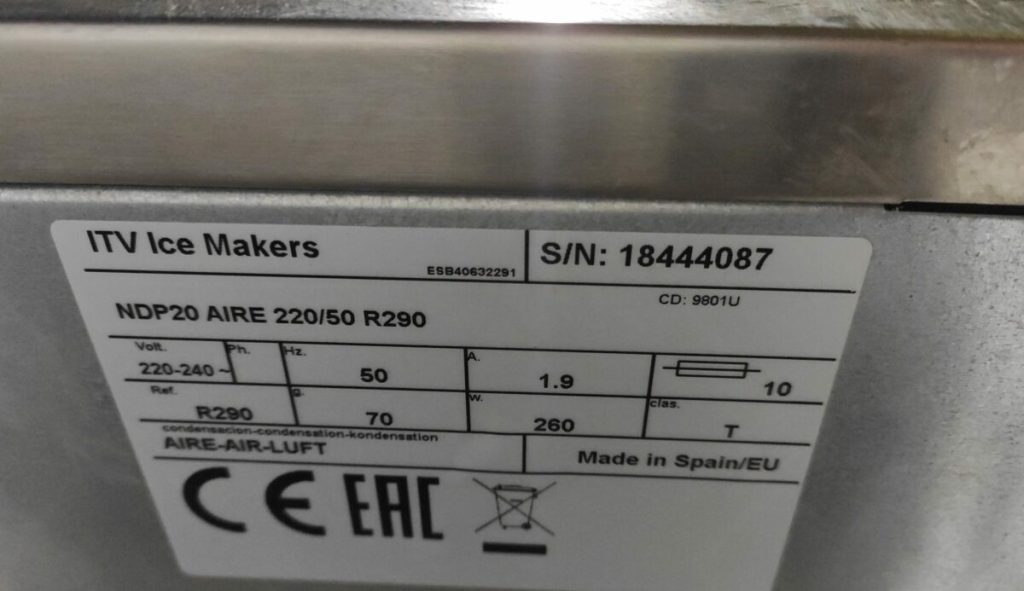 ITV Ice Makers
ESB40632291
S/N: 18444087
CD: 9801U
NDP20 AIRE 220/50 R290
Volt. Ph. Hz. A.
220-240 ~ 50 1.9 10
Ref. g. W. clas.
R290 70 260 T
condensacion-condensation-kondensation
AIRE-AIR-LUFT
Made in Spain/EU
CE EAC